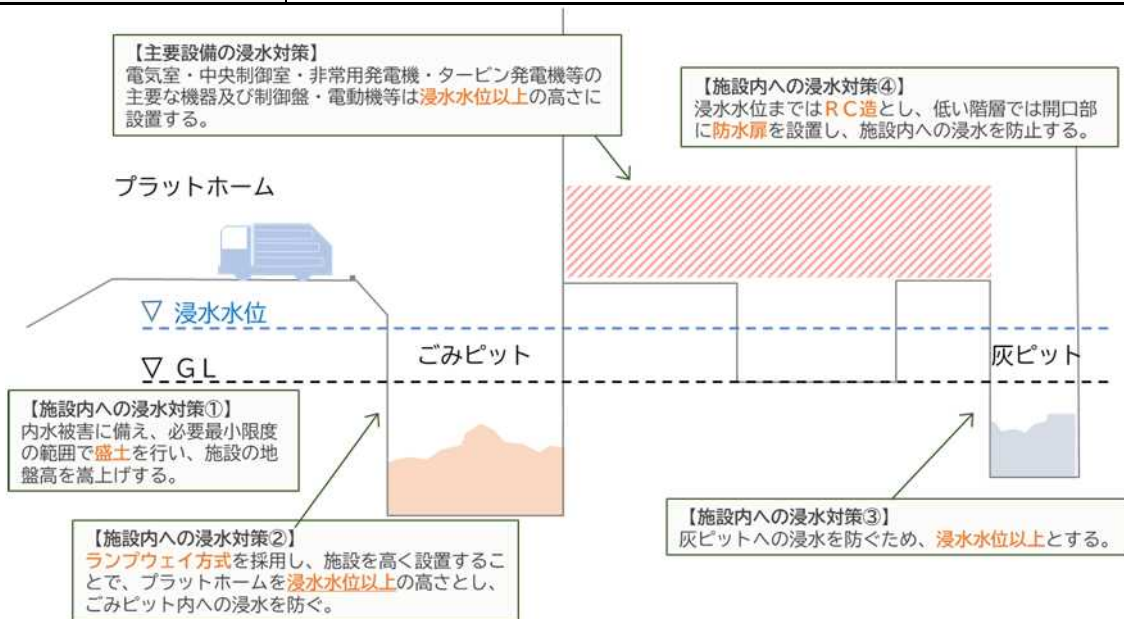 【主要設備の浸水対策】
電気室・中央制御室・非常用発電機・タービン発電機等の
主要な機器及び制御盤・電動機等は浸水水位以上の高さに
設置する。
【施設内への浸水対策④】
浸水水位まではＲＣ造とし、低い階層では開口部
に防水扉を設置し、施設内への浸水を防止する。
プラットホーム
▽ 浸水水位
ごみピット
灰ピット
▽ ＧＬ
【施設内への浸水対策①】
内水被害に備え、必要最小限度
の範囲で盛土を行い、施設の地
盤高を嵩上げする。
【施設内への浸水対策②】
ランプウェイ方式を採用し、施設を高く設置するこ
とで、プラットホームを浸水水位以上の高さとし、
ごみピット内への浸水を防ぐ。
【施設内への浸水対策③】
灰ピットへの浸水を防ぐため、浸水水位以上とする。